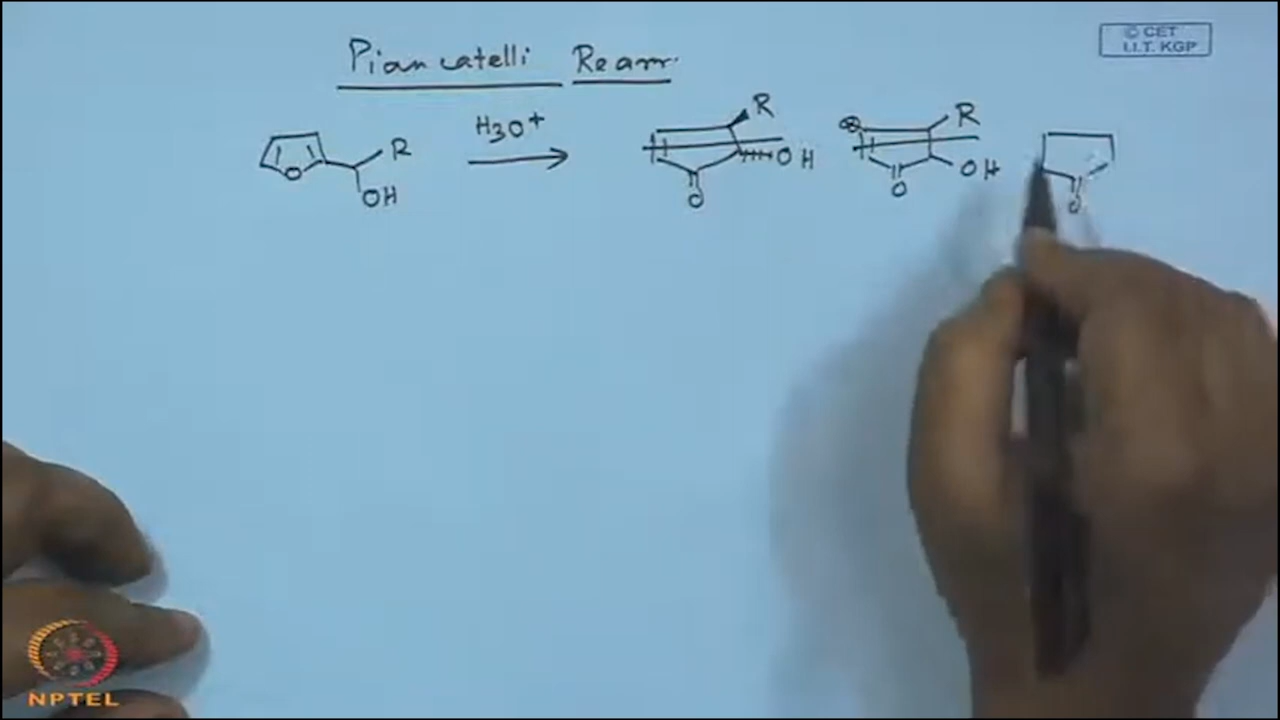 Piancatelli Rearr.
© CET
I.I.T. KGP
H3O+
R
OH
O
R
OH
O
R
OH
O
O
NPTEL